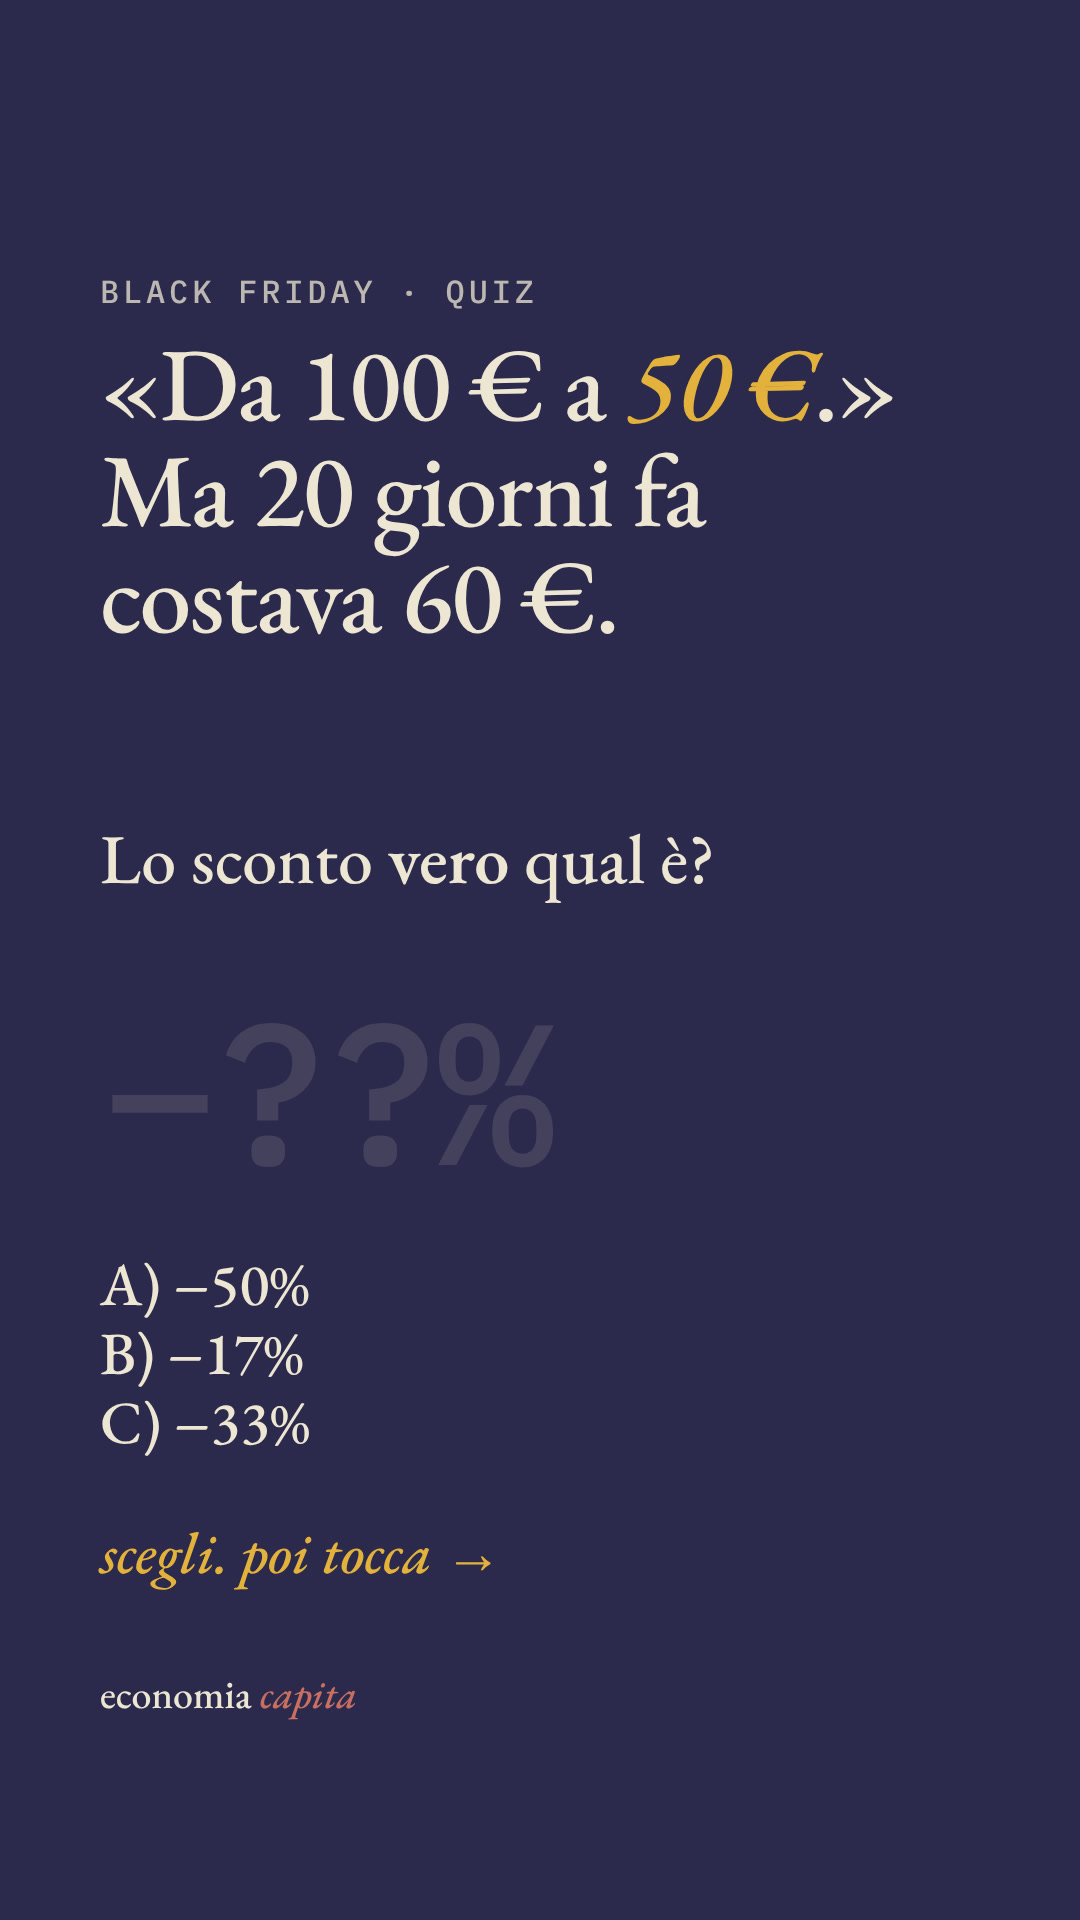 BLACK FRIDAY · QUIZ
«Da 100 € a 50 €.»
Ma 20 giorni fa
costava 60 €.
Lo sconto vero qual è?
−??%
A) −50%
B) −17%
C) −33%
scegli. poi tocca →
economia capita